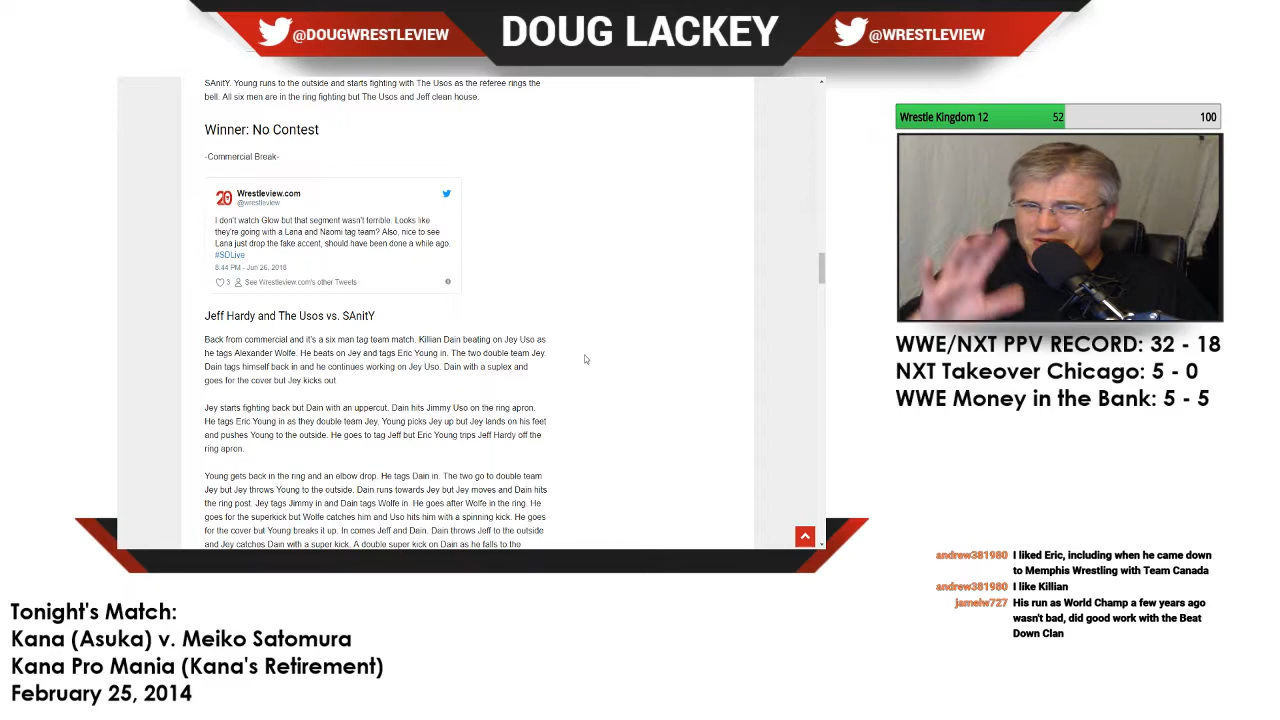 @DOUGWRESTLEVIEW
DOUG LACKEY
@WRESTLEVIEW
SAnitY. Young runs to the outside and starts fighting with The Usos as the referee rings the
bell. All six men are in the ring fighting but The Usos and Jeff clean house.
Winner: No Contest
-Commercial Break-
20
Wrestleview.com
@wrestleview
I don't watch Glow but that segment wasn't terrible. Looks like
they're going with a Lana and Naomi tag team? Also, nice to see
Lana just drop the fake accent, should have been done a while ago.
#SDLive
8:44 PM - Jun 26, 2018
3 See Wrestleview.com's other Tweets
Jeff Hardy and The Usos vs. SAnitY
Back from commercial and it's a six man tag team match. Killian Dain beating on Jey Uso as
he tags Alexander Wolfe. He beats on Jey and tags Eric Young in. The two double team Jey.
Dain tags himself back in and he continues working on Jey Uso. Dain with a suplex and
goes for the cover but Jey kicks out.
Jey starts fighting back but Dain with an uppercut. Dain hits Jimmy Uso on the ring apron.
He tags Eric Young in as they double team Jey. Young picks Jey up but Jey lands on his feet
and pushes Young to the outside. He goes to tag Jeff but Eric Young trips Jeff Hardy off the
ring apron.
Young gets back in the ring and an elbow drop. He tags Dain in. The two go to double team
Jey but Jey throws Young to the outside. Dain runs towards Jey but Jey moves and Dain hits
the ring post. Jey tags Jimmy in and Dain tags Wolfe in. He goes after Wolfe in the ring. He
goes for the superkick but Wolfe catches him and Uso hits him with a spinning kick. He goes
for the cover but Young breaks it up. In comes Jeff and Dain. Dain throws Jeff to the outside
and Jey catches Dain with a super kick. A double super kick on Dain as he falls to the
Wrestle Kingdom 12 52 100
WWE/NXT PPV RECORD: 32 - 18
NXT Takeover Chicago: 5 - 0
WWE Money in the Bank: 5 - 5
andrew381980 I liked Eric, including when he came down
to Memphis Wrestling with Team Canada
andrew381980 I like Killian
jamelw727 His run as World Champ a few years ago
wasn't bad, did good work with the Beat
Down Clan
Tonight's Match:
Kana (Asuka) v. Meiko Satomura
Kana Pro Mania (Kana's Retirement)
February 25, 2014